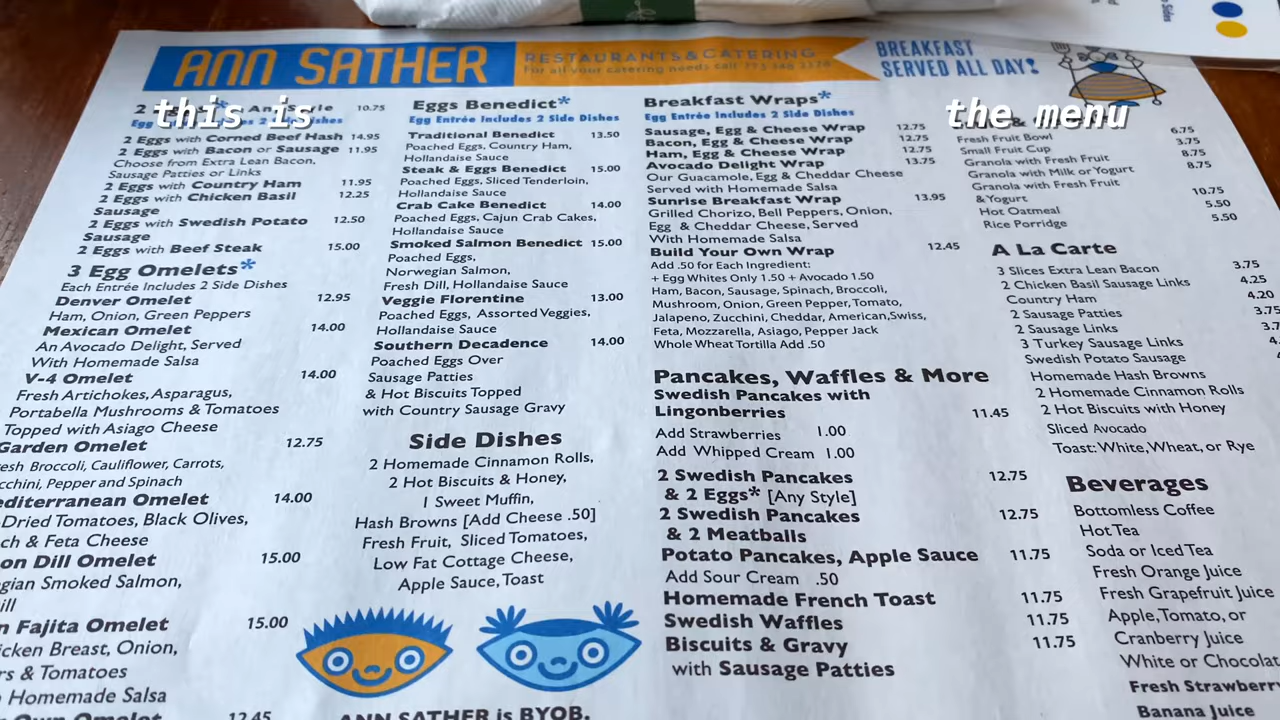 ANN SATHER
RESTAURANTS & CATERING
For all your catering needs call 773 348 2378
BREAKFAST
SERVED ALL DAY!
this is
the menu
2 Eggs* Any Style 10.75
Egg Entrée Includes 2 Side Dishes
2 Eggs with Corned Beef Hash 14.95
2 Eggs with Bacon or Sausage 11.95
Choose from Extra Lean Bacon,
Sausage Patties or Links
2 Eggs with Country Ham 11.95
2 Eggs with Chicken Basil 12.25
Sausage
2 Eggs with Swedish Potato 12.50
Sausage
2 Eggs with Beef Steak 15.00
3 Egg Omelets*
Each Entrée Includes 2 Side Dishes
Denver Omelet 12.95
Ham, Onion, Green Peppers
Mexican Omelet 14.00
An Avocado Delight, Served
With Homemade Salsa
V-4 Omelet 14.00
Fresh Artichokes, Asparagus,
Portabella Mushrooms & Tomatoes
Topped with Asiago Cheese
Garden Omelet 12.75
esh Broccoli, Cauliflower, Carrots,
cchini, Pepper and Spinach
editerranean Omelet 14.00
-Dried Tomatoes, Black Olives,
ch & Feta Cheese
on Dill Omelet 15.00
gian Smoked Salmon,
ill
n Fajita Omelet 15.00
icken Breast, Onion,
rs & Tomatoes
Homemade Salsa
Own Omelet 12.45
Eggs Benedict*
Egg Entrée Includes 2 Side Dishes
Traditional Benedict 13.50
Poached Eggs, Country Ham,
Hollandaise Sauce
Steak & Eggs Benedict 15.00
Poached Eggs, Sliced Tenderloin,
Hollandaise Sauce
Crab Cake Benedict 14.00
Poached Eggs, Cajun Crab Cakes,
Hollandaise Sauce
Smoked Salmon Benedict 15.00
Poached Eggs,
Norwegian Salmon,
Fresh Dill, Hollandaise Sauce
Veggie Florentine 13.00
Poached Eggs, Assorted Veggies,
Hollandaise Sauce
Southern Decadence 14.00
Poached Eggs Over
Sausage Patties
& Hot Biscuits Topped
with Country Sausage Gravy
Side Dishes
2 Homemade Cinnamon Rolls,
2 Hot Biscuits & Honey,
1 Sweet Muffin,
Hash Browns [Add Cheese .50]
Fresh Fruit, Sliced Tomatoes,
Low Fat Cottage Cheese,
Apple Sauce, Toast
ANN SATHER is BYOB.
Breakfast Wraps*
Egg Entrée Includes 2 Side Dishes
Sausage, Egg & Cheese Wrap 12.75
Bacon, Egg & Cheese Wrap 12.75
Ham, Egg & Cheese Wrap 12.75
Avocado Delight Wrap 13.75
Our Guacamole, Egg & Cheddar Cheese
Served with Homemade Salsa
Sunrise Breakfast Wrap 13.95
Grilled Chorizo, Bell Peppers, Onion,
Egg & Cheddar Cheese, Served
With Homemade Salsa
Build Your Own Wrap 12.45
Add .50 for Each Ingredient:
+ Egg Whites Only 1.50 + Avocado 1.50
Ham, Bacon, Sausage, Spinach, Broccoli,
Mushroom, Onion, Green Pepper, Tomato,
Jalapeno, Zucchini, Cheddar, American, Swiss,
Feta, Mozzarella, Asiago, Pepper Jack
Whole Wheat Tortilla Add .50
Pancakes, Waffles & More
Swedish Pancakes with
Lingonberries 11.45
Add Strawberries 1.00
Add Whipped Cream 1.00
2 Swedish Pancakes 12.75
& 2 Eggs* [Any Style]
2 Swedish Pancakes 12.75
& 2 Meatballs
Potato Pancakes, Apple Sauce 11.75
Add Sour Cream .50
Homemade French Toast 11.75
Swedish Waffles 11.75
Biscuits & Gravy 11.75
with Sausage Patties
&
Fresh Fruit Bowl 6.75
Small Fruit Cup 3.75
Granola with Fresh Fruit 8.75
Granola with Milk or Yogurt 8.75
Granola with Fresh Fruit
& Yogurt 10.75
Hot Oatmeal 5.50
Rice Porridge 5.50
A La Carte
3 Slices Extra Lean Bacon 3.75
2 Chicken Basil Sausage Links 4.25
Country Ham 4.20
2 Sausage Patties 3.75
2 Sausage Links 3.7
3 Turkey Sausage Links 4.
Swedish Potato Sausage 4
Homemade Hash Browns
2 Homemade Cinnamon Rolls
2 Hot Biscuits with Honey
Sliced Avocado
Toast: White, Wheat, or Rye
Beverages
Bottomless Coffee
Hot Tea
Soda or Iced Tea
Fresh Orange Juice
Fresh Grapefruit Juice
Apple, Tomato, or
Cranberry Juice
White or Chocolat
Fresh Strawberry
Banana Juice